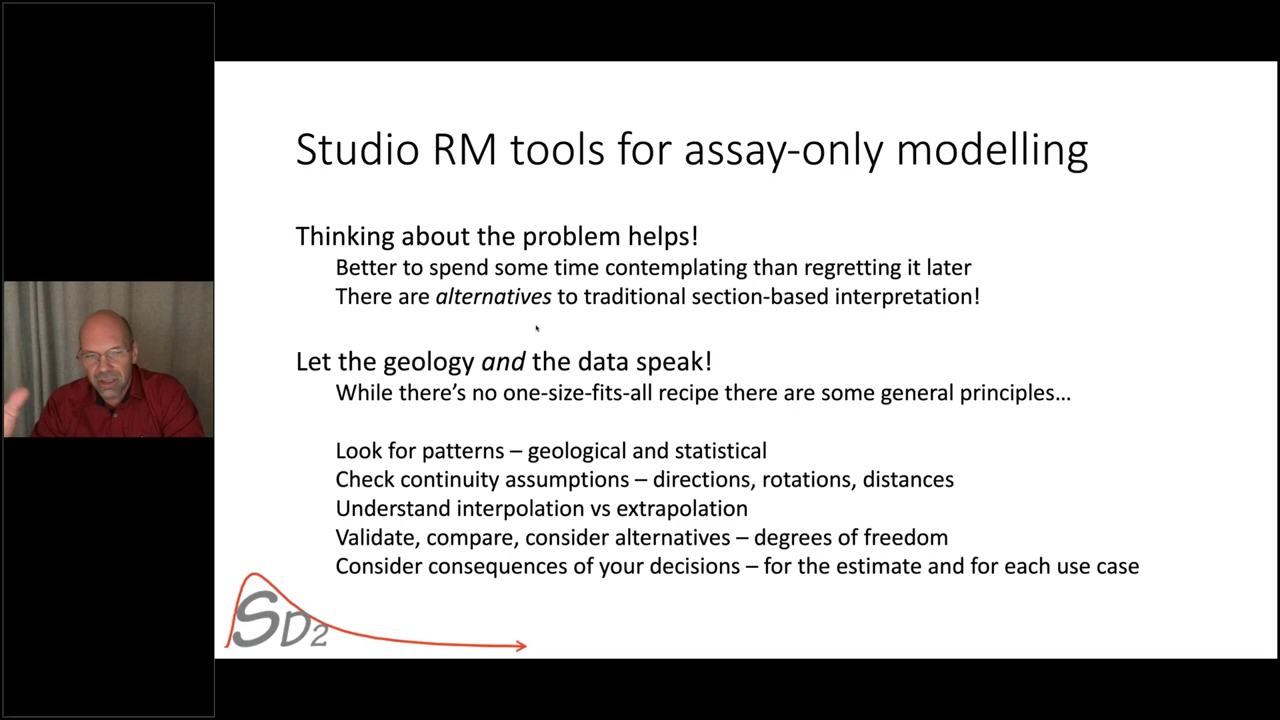 Studio RM tools for assay-only modelling
Thinking about the problem helps!
Better to spend some time contemplating than regretting it later
There are alternatives to traditional section-based interpretation!
Let the geology and the data speak!
While there's no one-size-fits-all recipe there are some general principles…
Look for patterns – geological and statistical
Check continuity assumptions – directions, rotations, distances
Understand interpolation vs extrapolation
Validate, compare, consider alternatives – degrees of freedom
Consider consequences of your decisions – for the estimate and for each use case
SD2